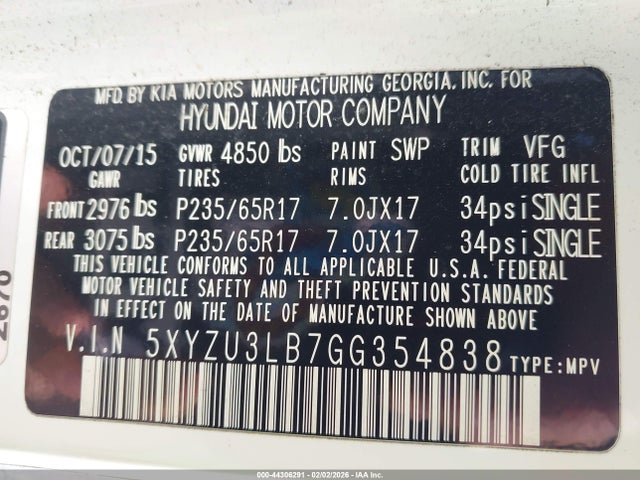 MFD. BY KIA MOTORS MANUFACTURING GEORGIA, INC. FOR
HYUNDAI MOTOR COMPANY
OCT/07/15 GVWR 4850 lbs PAINT SWP TRIM VFG
GAWR TIRES RIMS COLD TIRE INFL
FRONT 2976 lbs P235/65R17 7.0JX17 34psi SINGLE
REAR 3075 lbs P235/65R17 7.0JX17 34psi SINGLE
THIS VEHICLE CONFORMS TO ALL APPLICABLE U.S.A. FEDERAL
MOTOR VEHICLE SAFETY AND THEFT PREVENTION STANDARDS
IN EFFECT ON THE DATE OF MANUFACTURE SHOWN ABOVE
V.I.N 5XYZU3LB7GG354838 TYPE:MPV
000-44306291 - 02/02/2026 - IAA Inc.